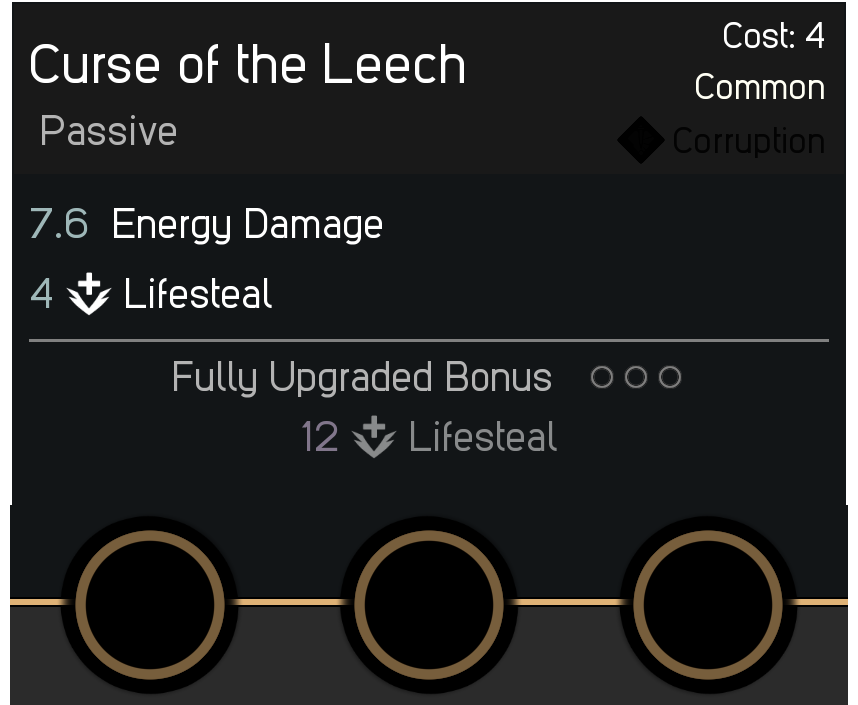 Curse of the Leech
Passive
Cost: 4
Common
Corruption
7.6 Energy Damage
4 Lifesteal
Fully Upgraded Bonus
12 Lifesteal